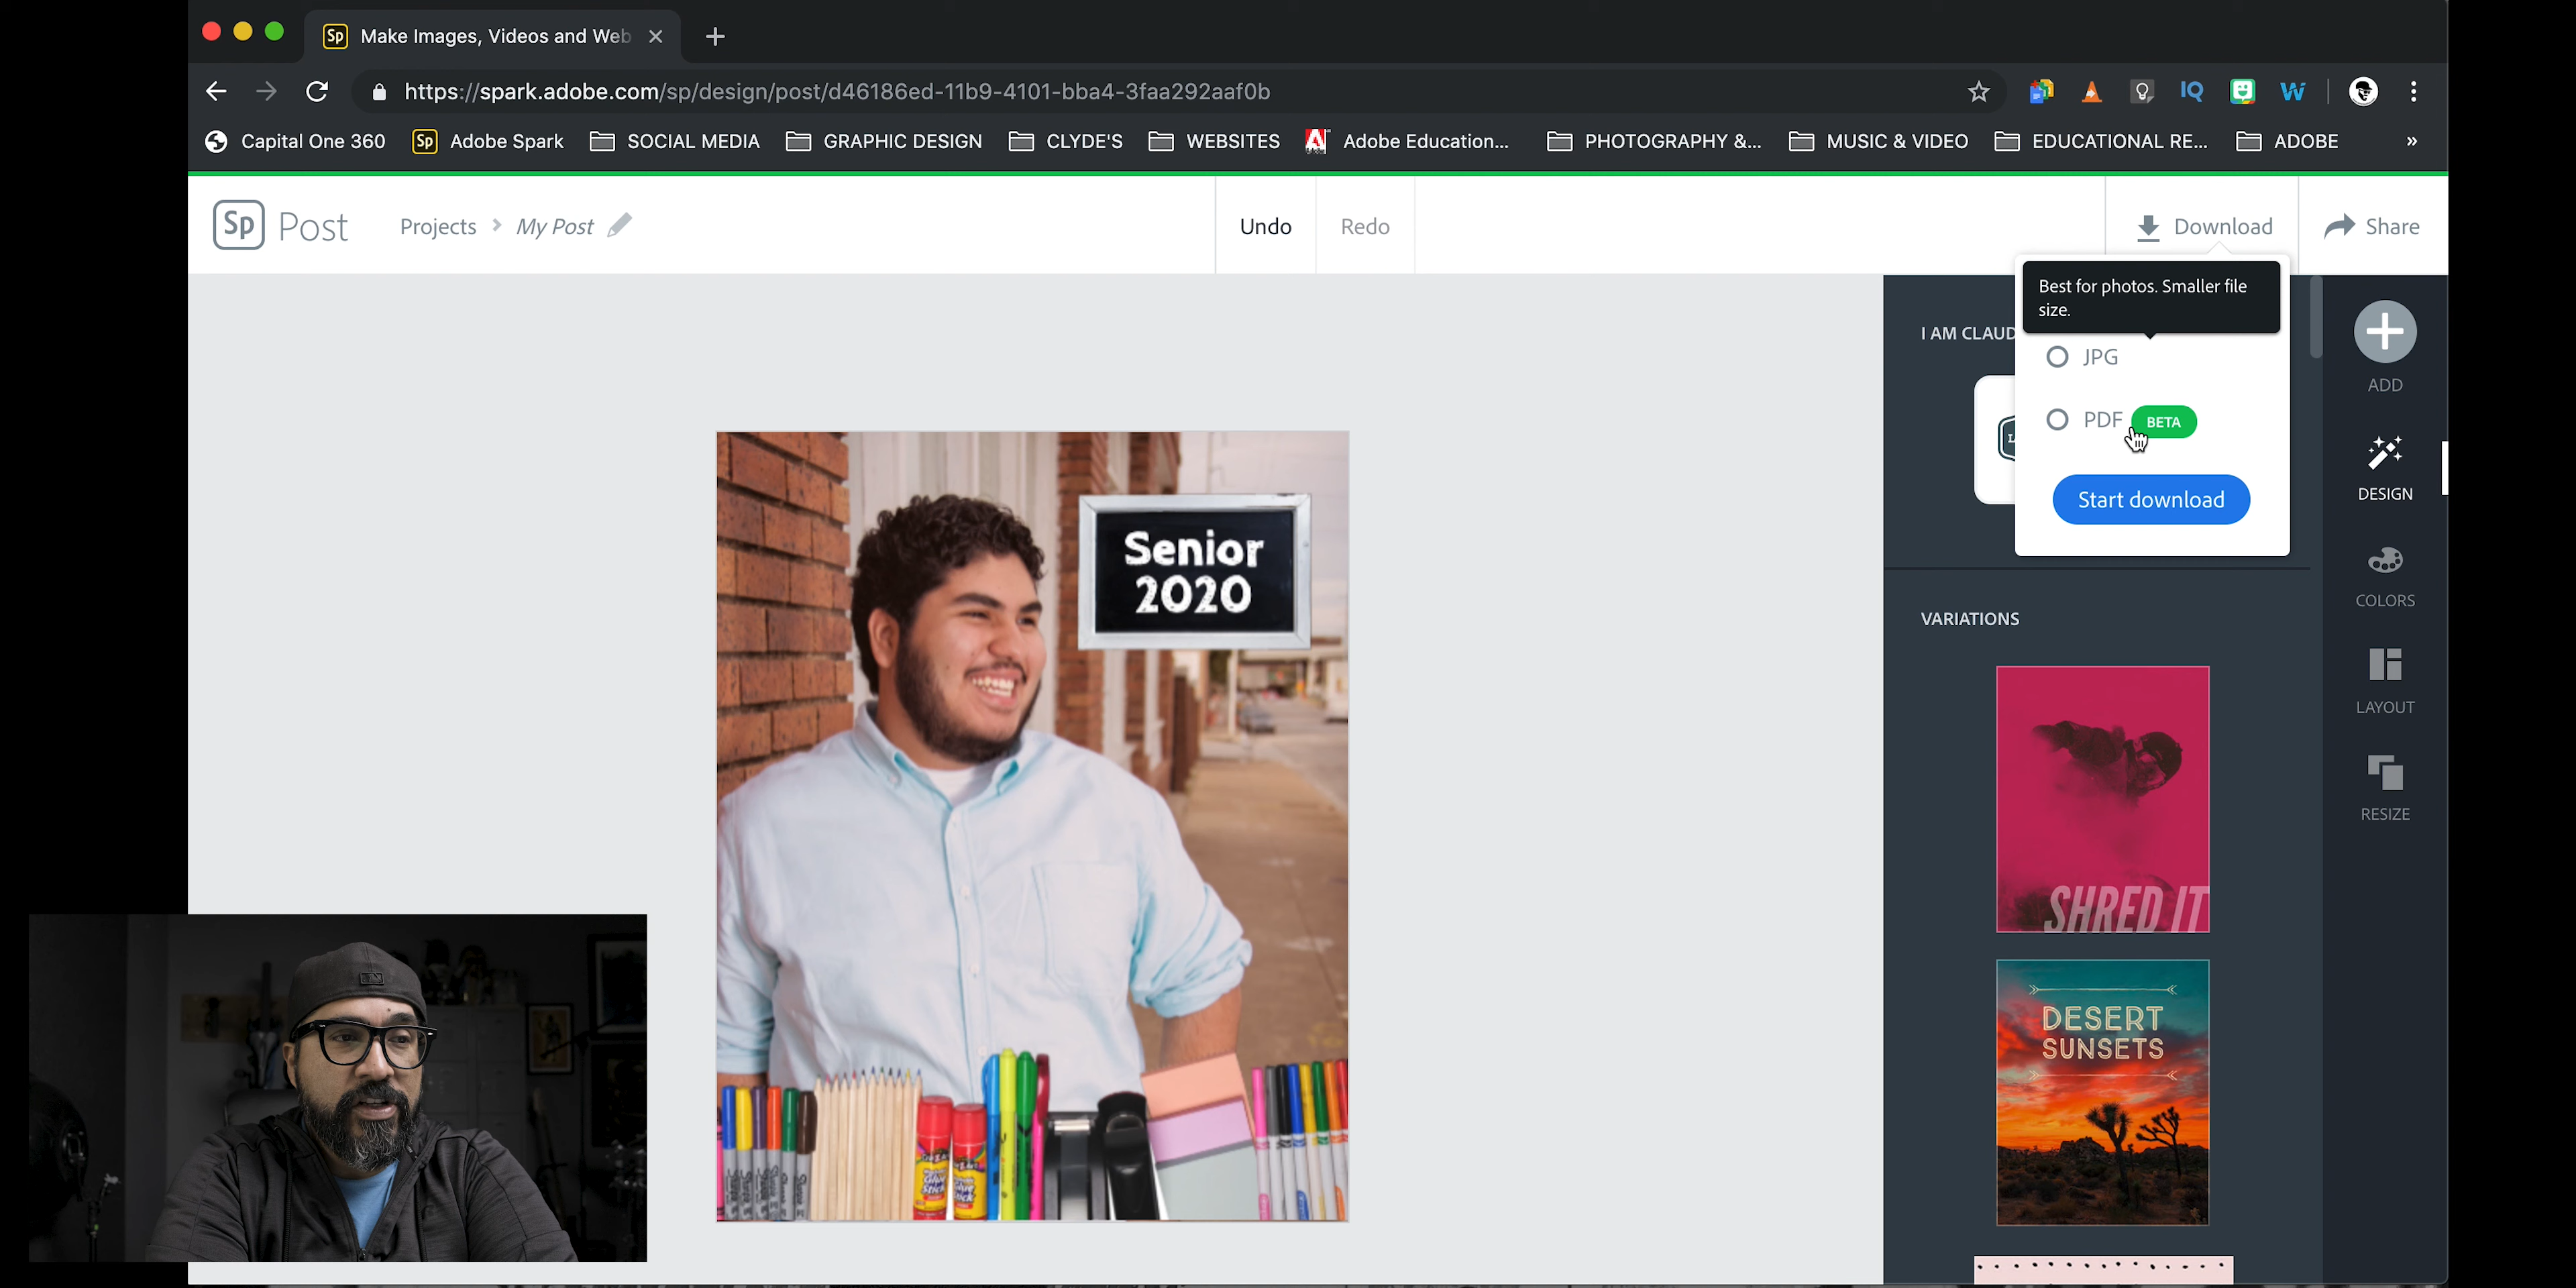 Sp Make Images, Videos and Web
https://spark.adobe.com/sp/design/post/d46186ed-11b9-4101-bba4-3faa292aaf0b
IQ W
Capital One 360 Sp Adobe Spark SOCIAL MEDIA GRAPHIC DESIGN CLYDE'S WEBSITES Adobe Education... PHOTOGRAPHY &... MUSIC & VIDEO EDUCATIONAL RE... ADOBE »
Sp Post Projects > My Post Undo Redo Download Share
Best for photos. Smaller file
size.
I AM CLAUD
JPG
PDF BETA
Start download
ADD
DESIGN
COLORS
LAYOUT
RESIZE
VARIATIONS
SHRED IT
DESERT
SUNSETS
Senior
2020